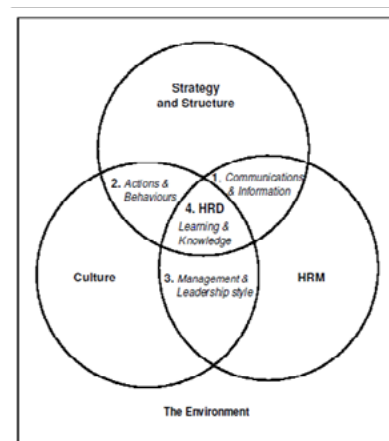 Strategy
and Structure
2. Actions &
Behaviours
1. Communications
& Information
4. HRD
Learning &
Knowledge
Culture
3. Management &
Leadership style
HRM
The Environment